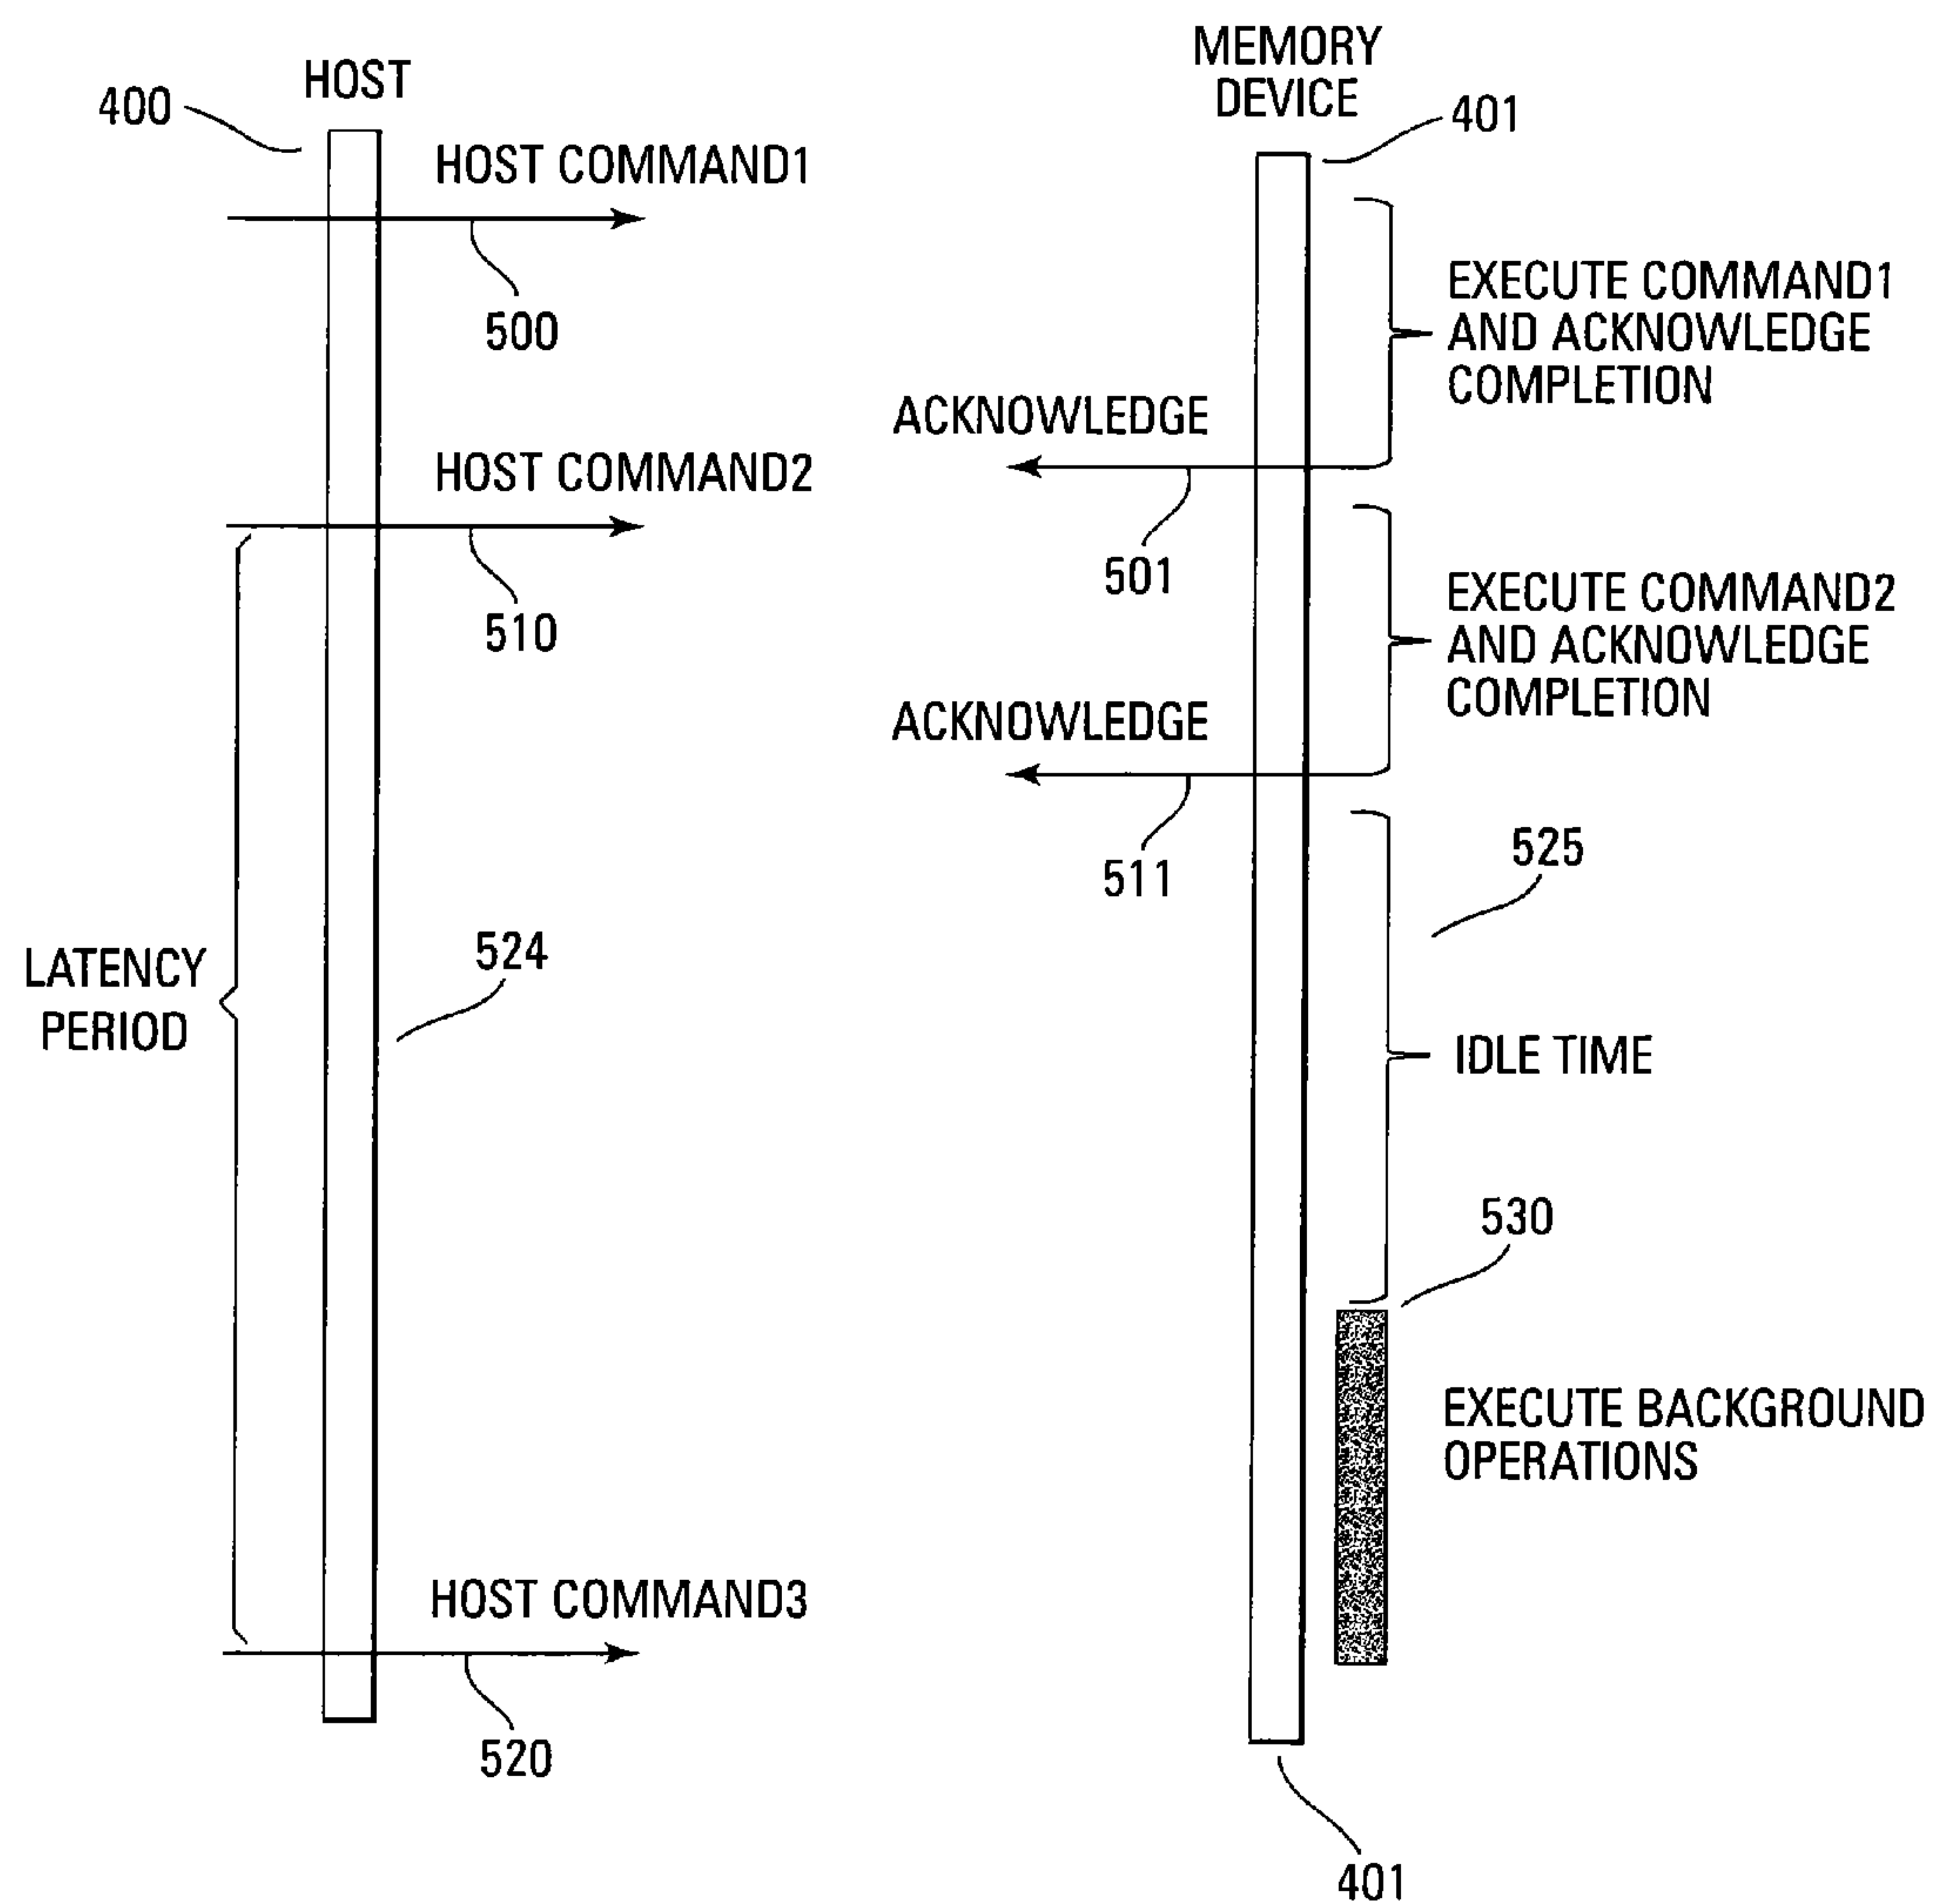 HOST
400
HOST COMMAND1
500
HOST COMMAND2
510
LATENCY
PERIOD
524
HOST COMMAND3
520
MEMORY
DEVICE
401
EXECUTE COMMAND1
AND ACKNOWLEDGE
COMPLETION
ACKNOWLEDGE
501
EXECUTE COMMAND2
AND ACKNOWLEDGE
COMPLETION
ACKNOWLEDGE
511
525
IDLE TIME
530
EXECUTE BACKGROUND
OPERATIONS
401